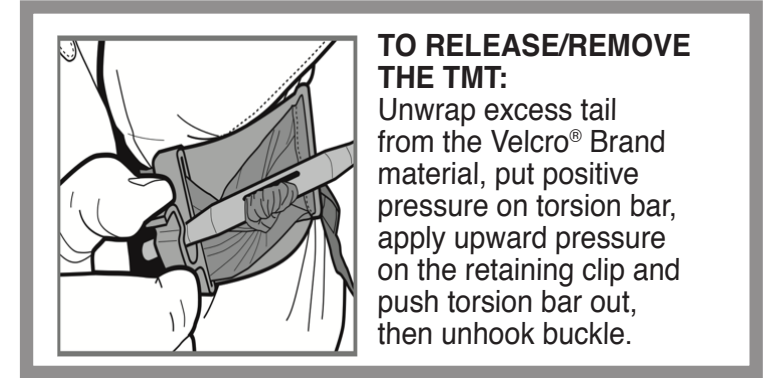 TO RELEASE/REMOVE
THE TMT:
Unwrap excess tail
from the Velcro® Brand
material, put positive
pressure on torsion bar,
apply upward pressure
on the retaining clip and
push torsion bar out,
then unhook buckle.